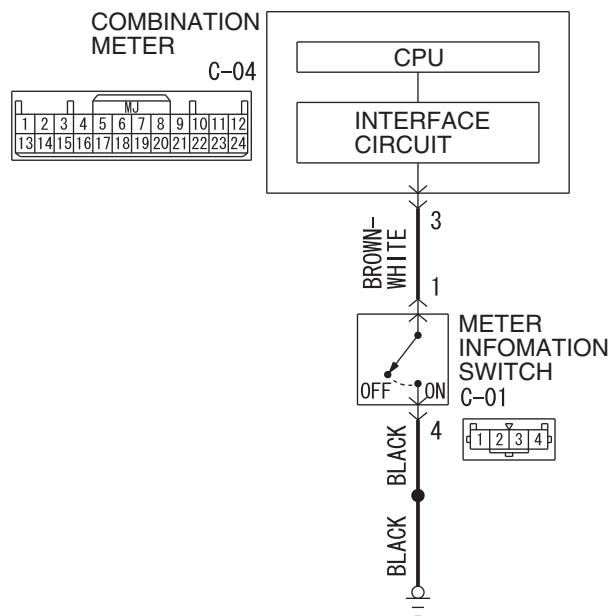 COMBINATION
METER
C-04
MJ
1 2 3 4 5 6 7 8 9 10 11 12
13 14 15 16 17 18 19 20 21 22 23 24
CPU
INTERFACE
CIRCUIT
3
BROWN-
WHITE
1
METER
INFOMATION
SWITCH
C-01
OFF ON
4
1 2 3 4
BLACK
BLACK